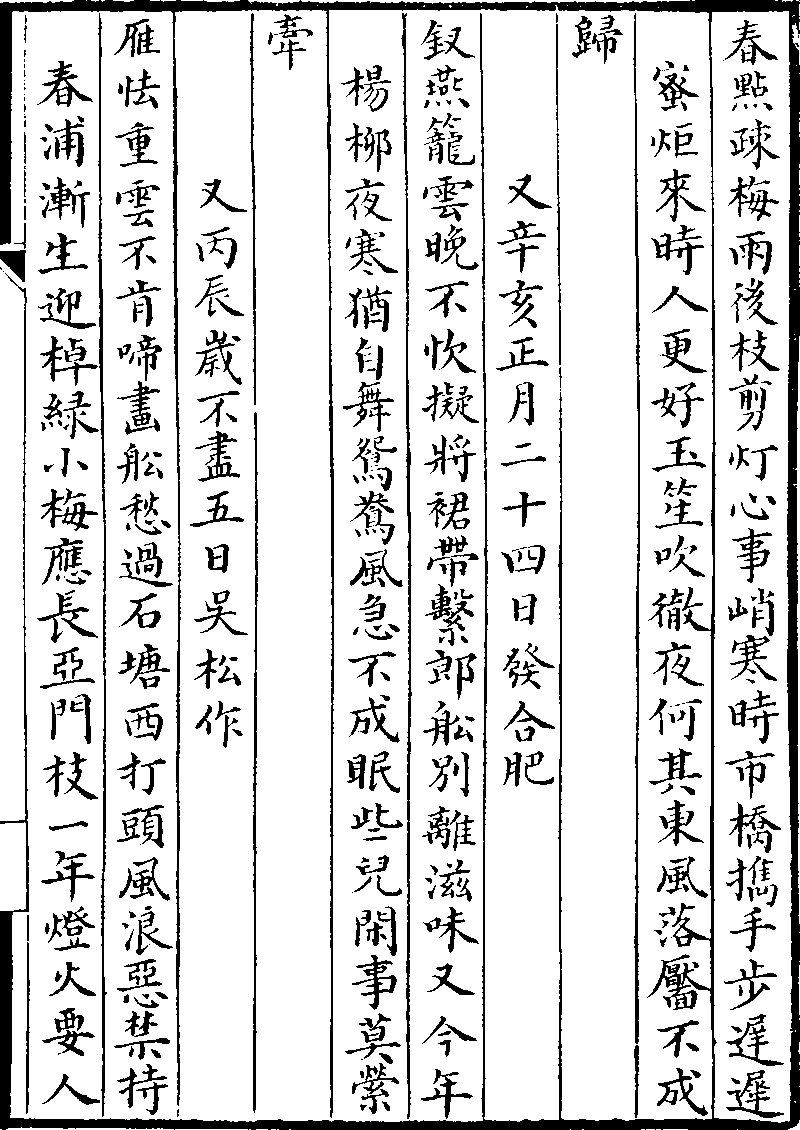 春點疎梅雨後枝剪灯心事峭寒時市橋攜手步遲遲
蜜炬來時人更好玉笙吹徹夜何其東風落靨不成
歸
又辛亥正月二十四日發合肥
釵燕籠雲晚不忺擬將裙帶繫郎船別離滋味又今年
楊柳夜寒猶自舞鴛鴦風急不成眠些兒閑事莫縈
牽
又丙辰歲不盡五日吴松作
雁怯重雲不肯啼畫船愁過石塘西打頭風浪惡禁持
春浦漸生迎棹緑小梅應長亞門枝一年燈火要人